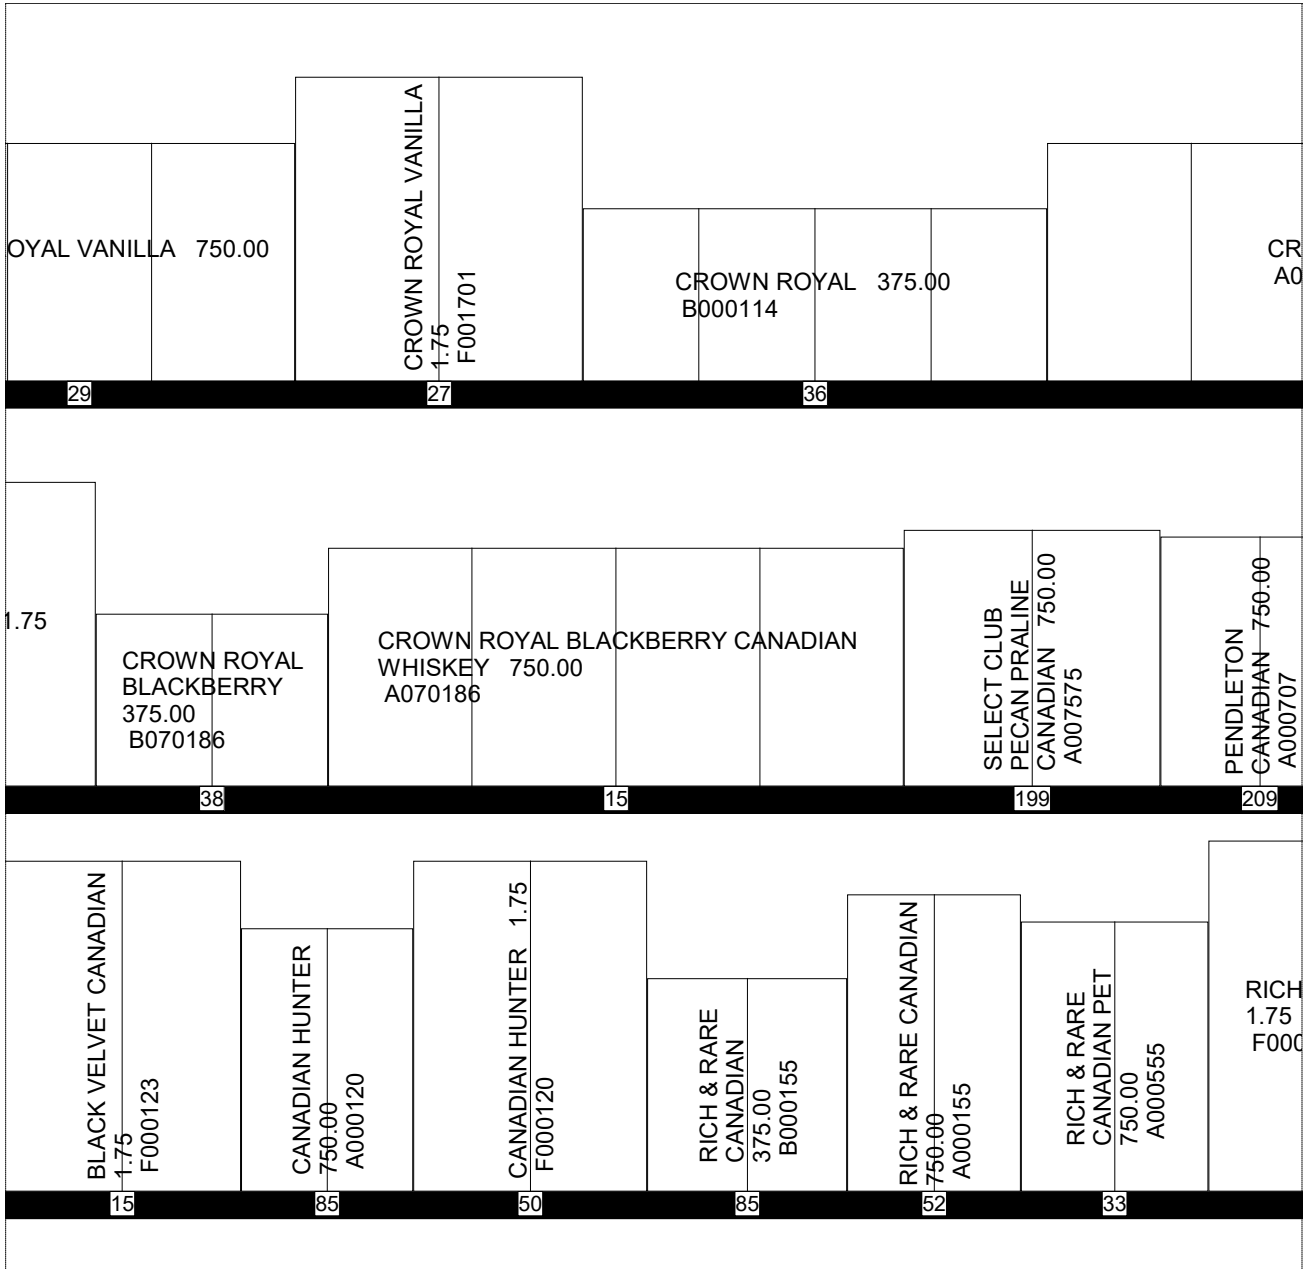 OYAL VANILLA 750.00
CROWN ROYAL VANILLA
1.75
F001701
CROWN ROYAL 375.00
B000114
CR
A0
29
27
36
1.75
CROWN ROYAL
BLACKBERRY
375.00
B070186
CROWN ROYAL BLACKBERRY CANADIAN
WHISKEY 750.00
A070186
SELECT CLUB
PECAN PRALINE
CANADIAN 750.00
A007575
PENDLETON
CANADIAN 750.00
A000707
38
15
199
209
BLACK VELVET CANADIAN
1.75
F000123
CANADIAN HUNTER
750.00
A000120
CANADIAN HUNTER 1.75
F000120
RICH & RARE
CANADIAN
375.00
B000155
RICH & RARE CANADIAN
750.00
A000155
RICH & RARE
CANADIAN PET
750.00
A000555
RICH
1.75
F000
15
85
50
85
52
33